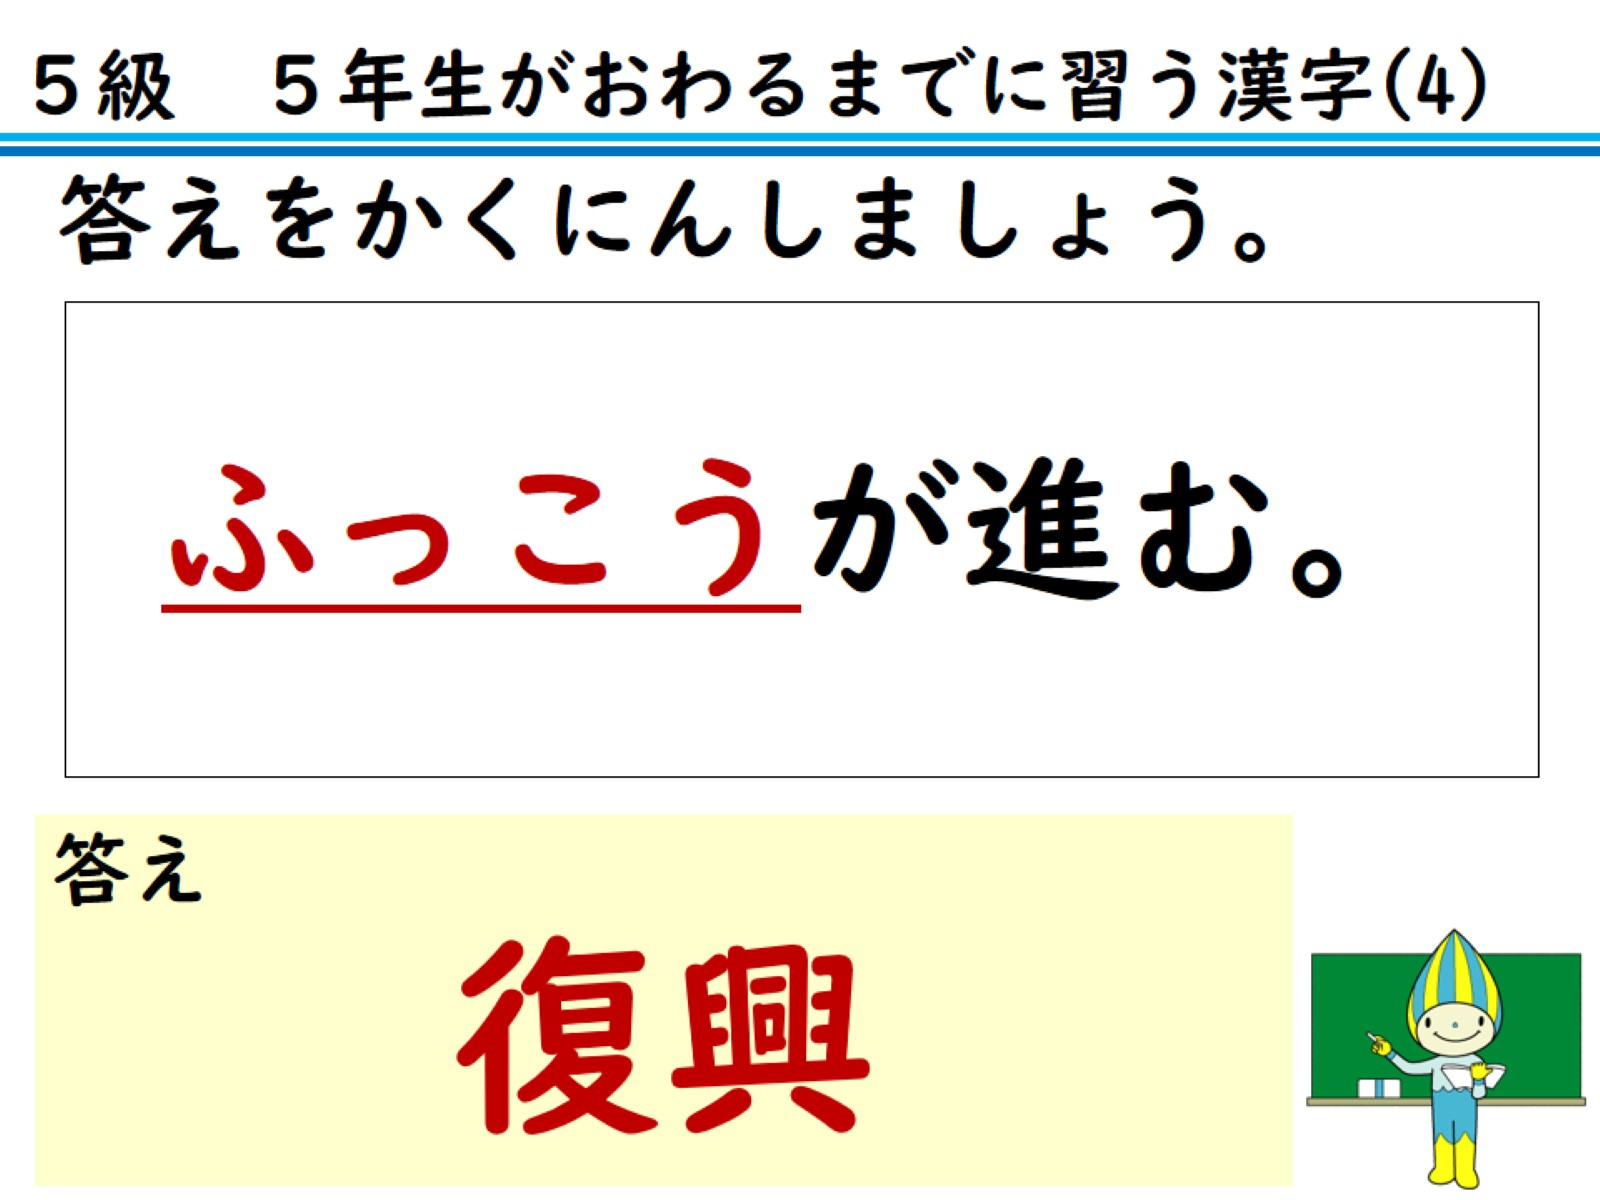 ５級　５年生がおわるまでに習う漢字(4)
答えをかくにんしましょう。
ふっこうが進む。
答え
復興